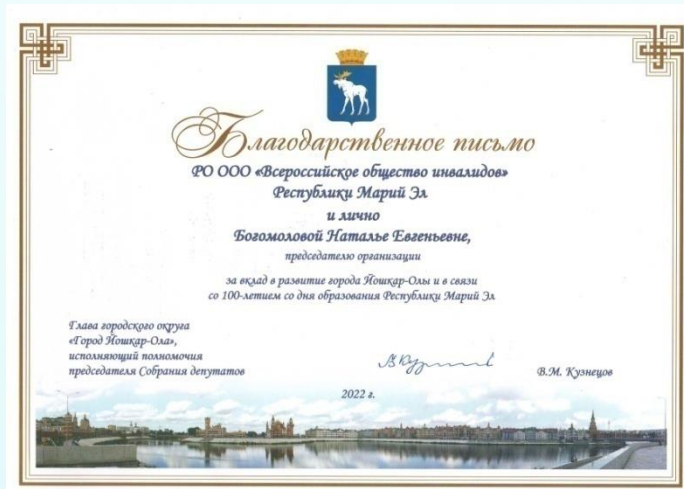 Благодарственное письмо
РО ООО «Всероссийское общество инвалидов»
Республики Марий Эл
и лично
Богомоловой Наталье Евгеньевне,
председателю организации
за вклад в развитие города Йошкар-Олы и в связи
со 100-летием со дня образования Республики Марий Эл
Глава городского округа
«Город Йошкар-Ола»,
исполняющий полномочия
председателя Собрания депутатов
В.М. Кузнецов
2022 г.